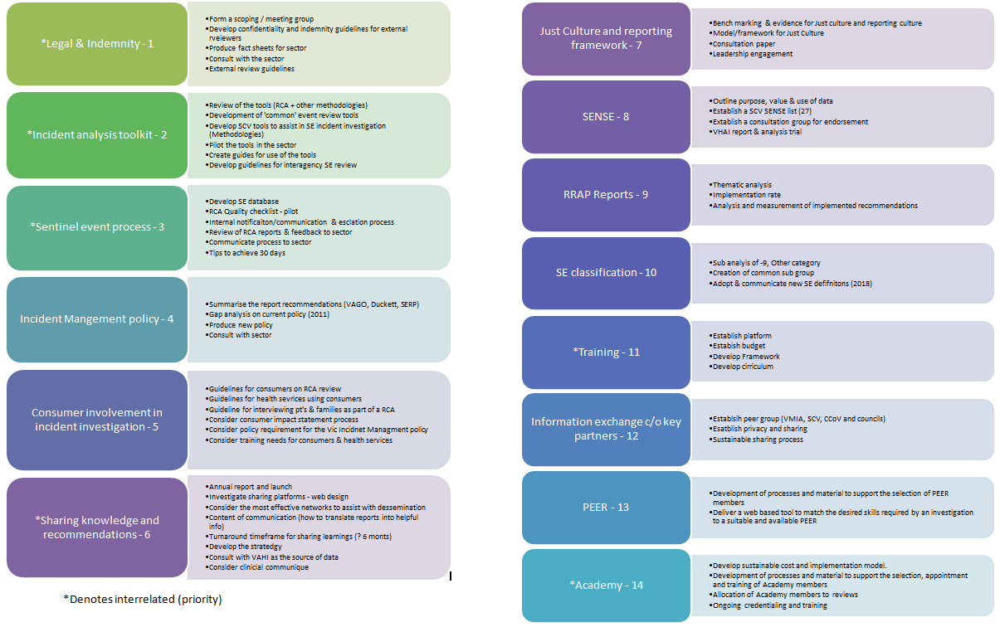 *Legal & Indemnity - 1
•Form a scoping / meeting group
•Develop confidentiality and indemnity guidelines for external
rveiewers
•Produce fact sheets for sector
•Consult with the sector
•External review guidelines
*Incident analysis toolkit - 2
•Review of the tools (RCA + other methodologies)
•Development of 'common' event review tools
•Develop SCV tools to assist in SE incident investigation
(Methodologies)
•Pilot the tools in the sector
•Create guides for use of the tools
•Develop guidelines for interagency SE review
*Sentinel event process - 3
•Develop SE database
•RCA Quality checklist - pilot
•Internal notificaiton/communication & esclation process
•Review of RCA reports & feedback to sector
•Communicate process to sector
•Tips to achieve 30 days
Incident Mangement policy - 4
•Summarise the report recommendations (VAGO, Duckett, SERP)
•Gap analysis on current policy (2011)
•Produce new policy
•Consult with sector
Consumer involvement in
incident investigation - 5
•Guidelines for consumers on RCA review
•Guidelines for health sevrices using consumers
•Guideline for interviewing pt's & families as part of a RCA
•Consider consumer impact statement process
•Consider policy requirement for the Vic Incidnet Managment policy
•Consider training needs for consumers & health services
*Sharing knowledge and
recommendations - 6
•Annual report and launch
•Investigate sharing platforms - web design
•Consider the most effective networks to assist with dessemination
•Content of communication (how to translate reports into helpful
info)
•Turnaround timeframe for sharing learnings (? 6 monts)
•Develop the stratedgy
•Consult with VAHI as the source of data
•Consider clinicial communique
*Denotes interrelated (priority)
Just Culture and reporting
framework - 7
•Bench marking & evidence for Just culture and reporting culture
•Model/framework for Just Culture
•Consultation paper
•Leadership engagement
SENSE - 8
•Outline purpose, value & use of data
•Establish a SCV SENSE list (27)
•Extablish a consultation group for endorsement
•VHAI report & analysis trial
RRAP Reports - 9
•Thematic analysis
•Implementation rate
•Analysis and measurement of implemented recommendations
SE classification - 10
•Sub analyis of -9, Other category
•Creation of common sub group
•Adopt & communicate new SE defifnitons (2018)
*Training - 11
•Establish platform
•Estabish budget
•Develop Framework
•Develop cirriculum
Information exchange c/o key
partners - 12
•Establsih peer group (VMIA, SCV, CCoV and councils)
•Esatblish privacy and sharing
•Sustainable sharing process
PEER - 13
•Development of processes and material to support the selection of PEER
members
•Deliver a web based tool to match the desired skills required by an investigation
to a suitable and available PEER
*Academy - 14
•Develop sustainable cost and implementation model.
•Development of processes and material to support the selection, appointment
and training of Academy members
•Allocation of Academy members to reviews
•Ongoing  credentialing and training